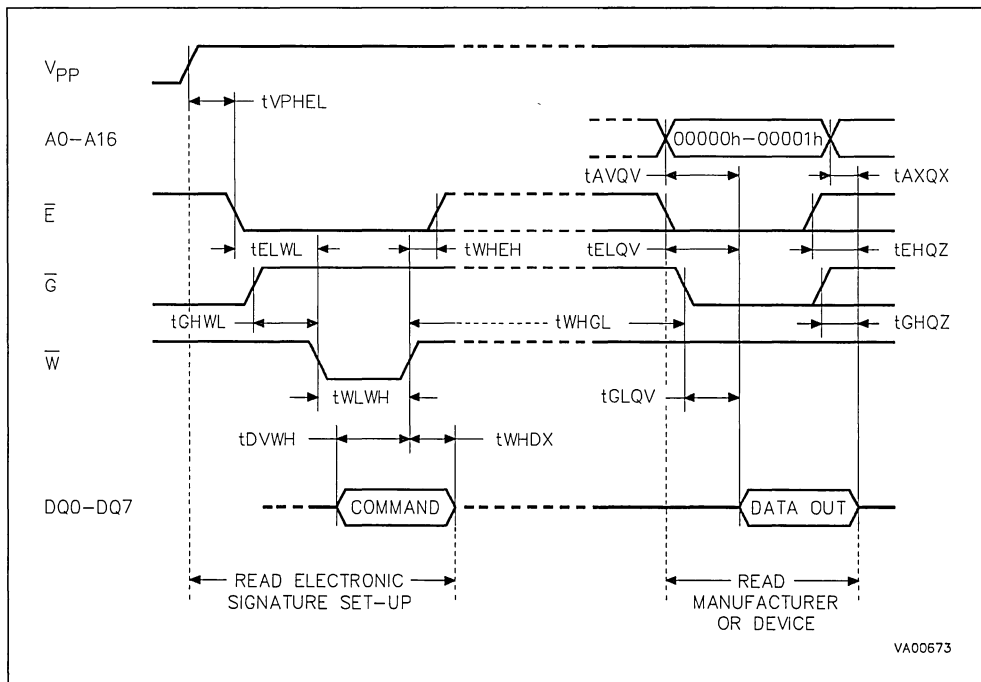 VPP
tVPHEL
A0-A16
00000h-00001h
tAVQV
tAXQX
E
tELWL
tWHEH
tELQV
tEHQZ
G
tGHWL
tWHGL
tGHQZ
W
tWLWH
tGLQV
tDVWH
tWHDX
DQ0-DQ7
COMMAND
DATA OUT
READ ELECTRONIC
SIGNATURE SET-UP
READ
MANUFACTURER
OR DEVICE
VA00673